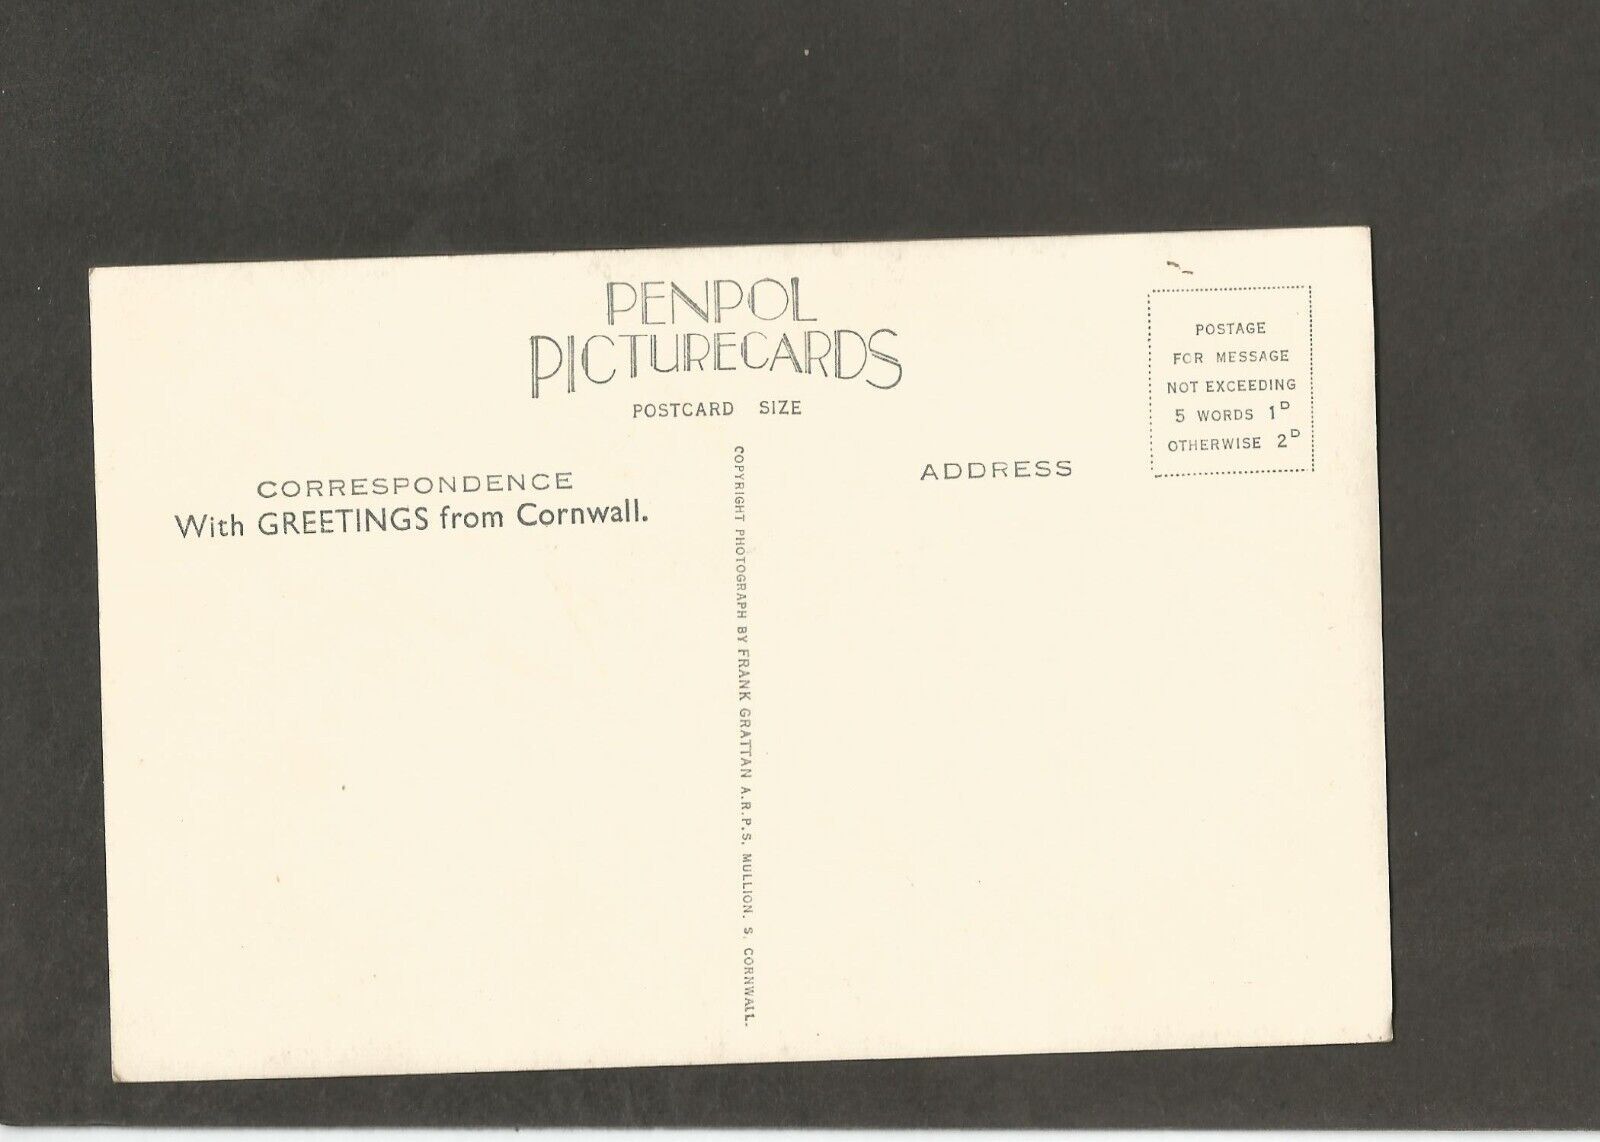 PENPOL
PICTURECARDS
POSTCARD SIZE
POSTAGE
FOR MESSAGE
NOT EXCEEDING
5 WORDS 1D
OTHERWISE 2D
CORRESPONDENCE
With GREETINGS from Cornwall.
ADDRESS
COPYRIGHT PHOTOGRAPH BY FRANK GRATTAN A.R.P.S. MULLION. S. CORNWALL.